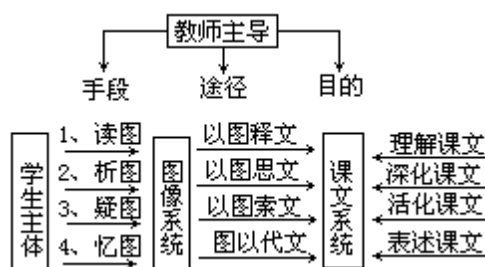 教师主导
手段 途径 目的
学生主体
1、读图
2、析图
3、疑图
4、忆图
图像系统
以图释文
以图思文
以图索文
图以代文
课文系统
理解课文
深化课文
活化课文
表述课文